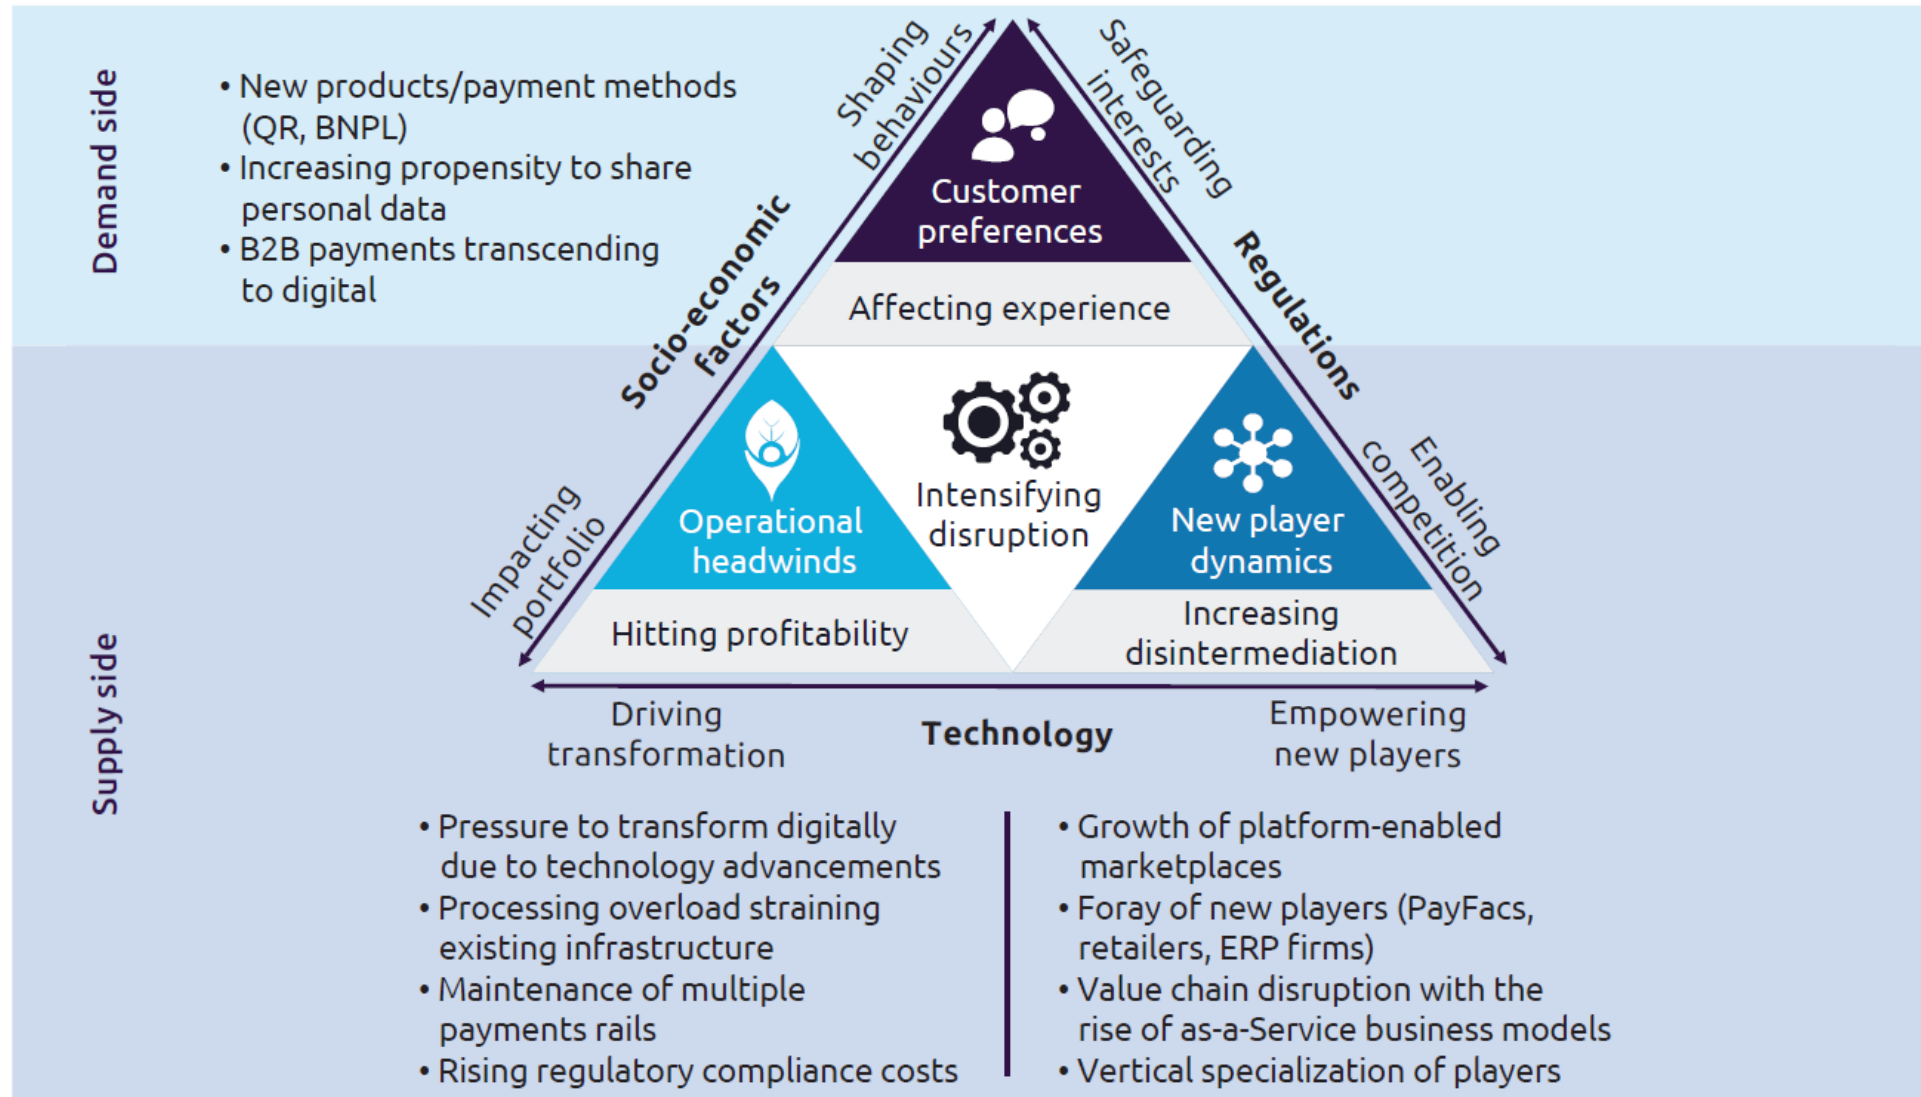 Demand side
• New products/payment methods
(QR, BNPL)
• Increasing propensity to share
personal data
• B2B payments transcending
to digital
Shaping
behaviours
Safeguarding
interests
Customer
preferences
Affecting experience
Socio-economic
factors
Regulations
Supply side
Impacting
portfolio
Operational
headwinds
Hitting profitability
Intensifying
disruption
New player
dynamics
Increasing
disintermediation
Enabling
competition
Driving
transformation
Technology
Empowering
new players
• Pressure to transform digitally
due to technology advancements
• Processing overload straining
existing infrastructure
• Maintenance of multiple
payments rails
• Rising regulatory compliance costs
• Growth of platform-enabled
marketplaces
• Foray of new players (PayFacs,
retailers, ERP firms)
• Value chain disruption with the
rise of as-a-Service business models
• Vertical specialization of players